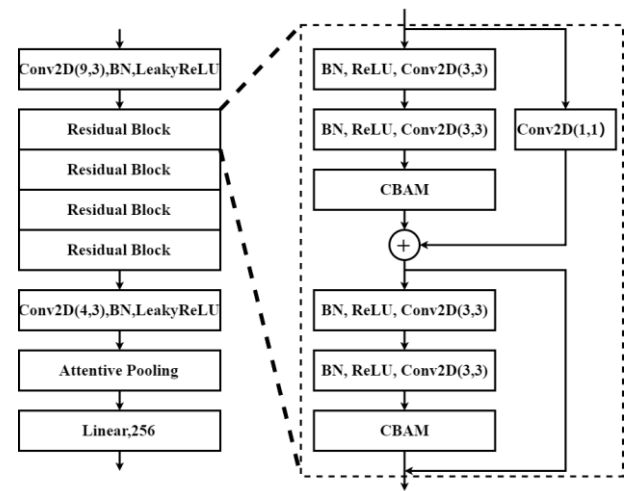 Conv2D(9,3),BN,LeakyReLU
Residual Block
Residual Block
Residual Block
Residual Block
Conv2D(4,3),BN,LeakyReLU
Attentive Pooling
Linear,256
BN, ReLU, Conv2D(3,3)
BN, ReLU, Conv2D(3,3)
Conv2D(1,1）
CBAM
+
BN, ReLU, Conv2D(3,3)
BN, ReLU, Conv2D(3,3)
CBAM